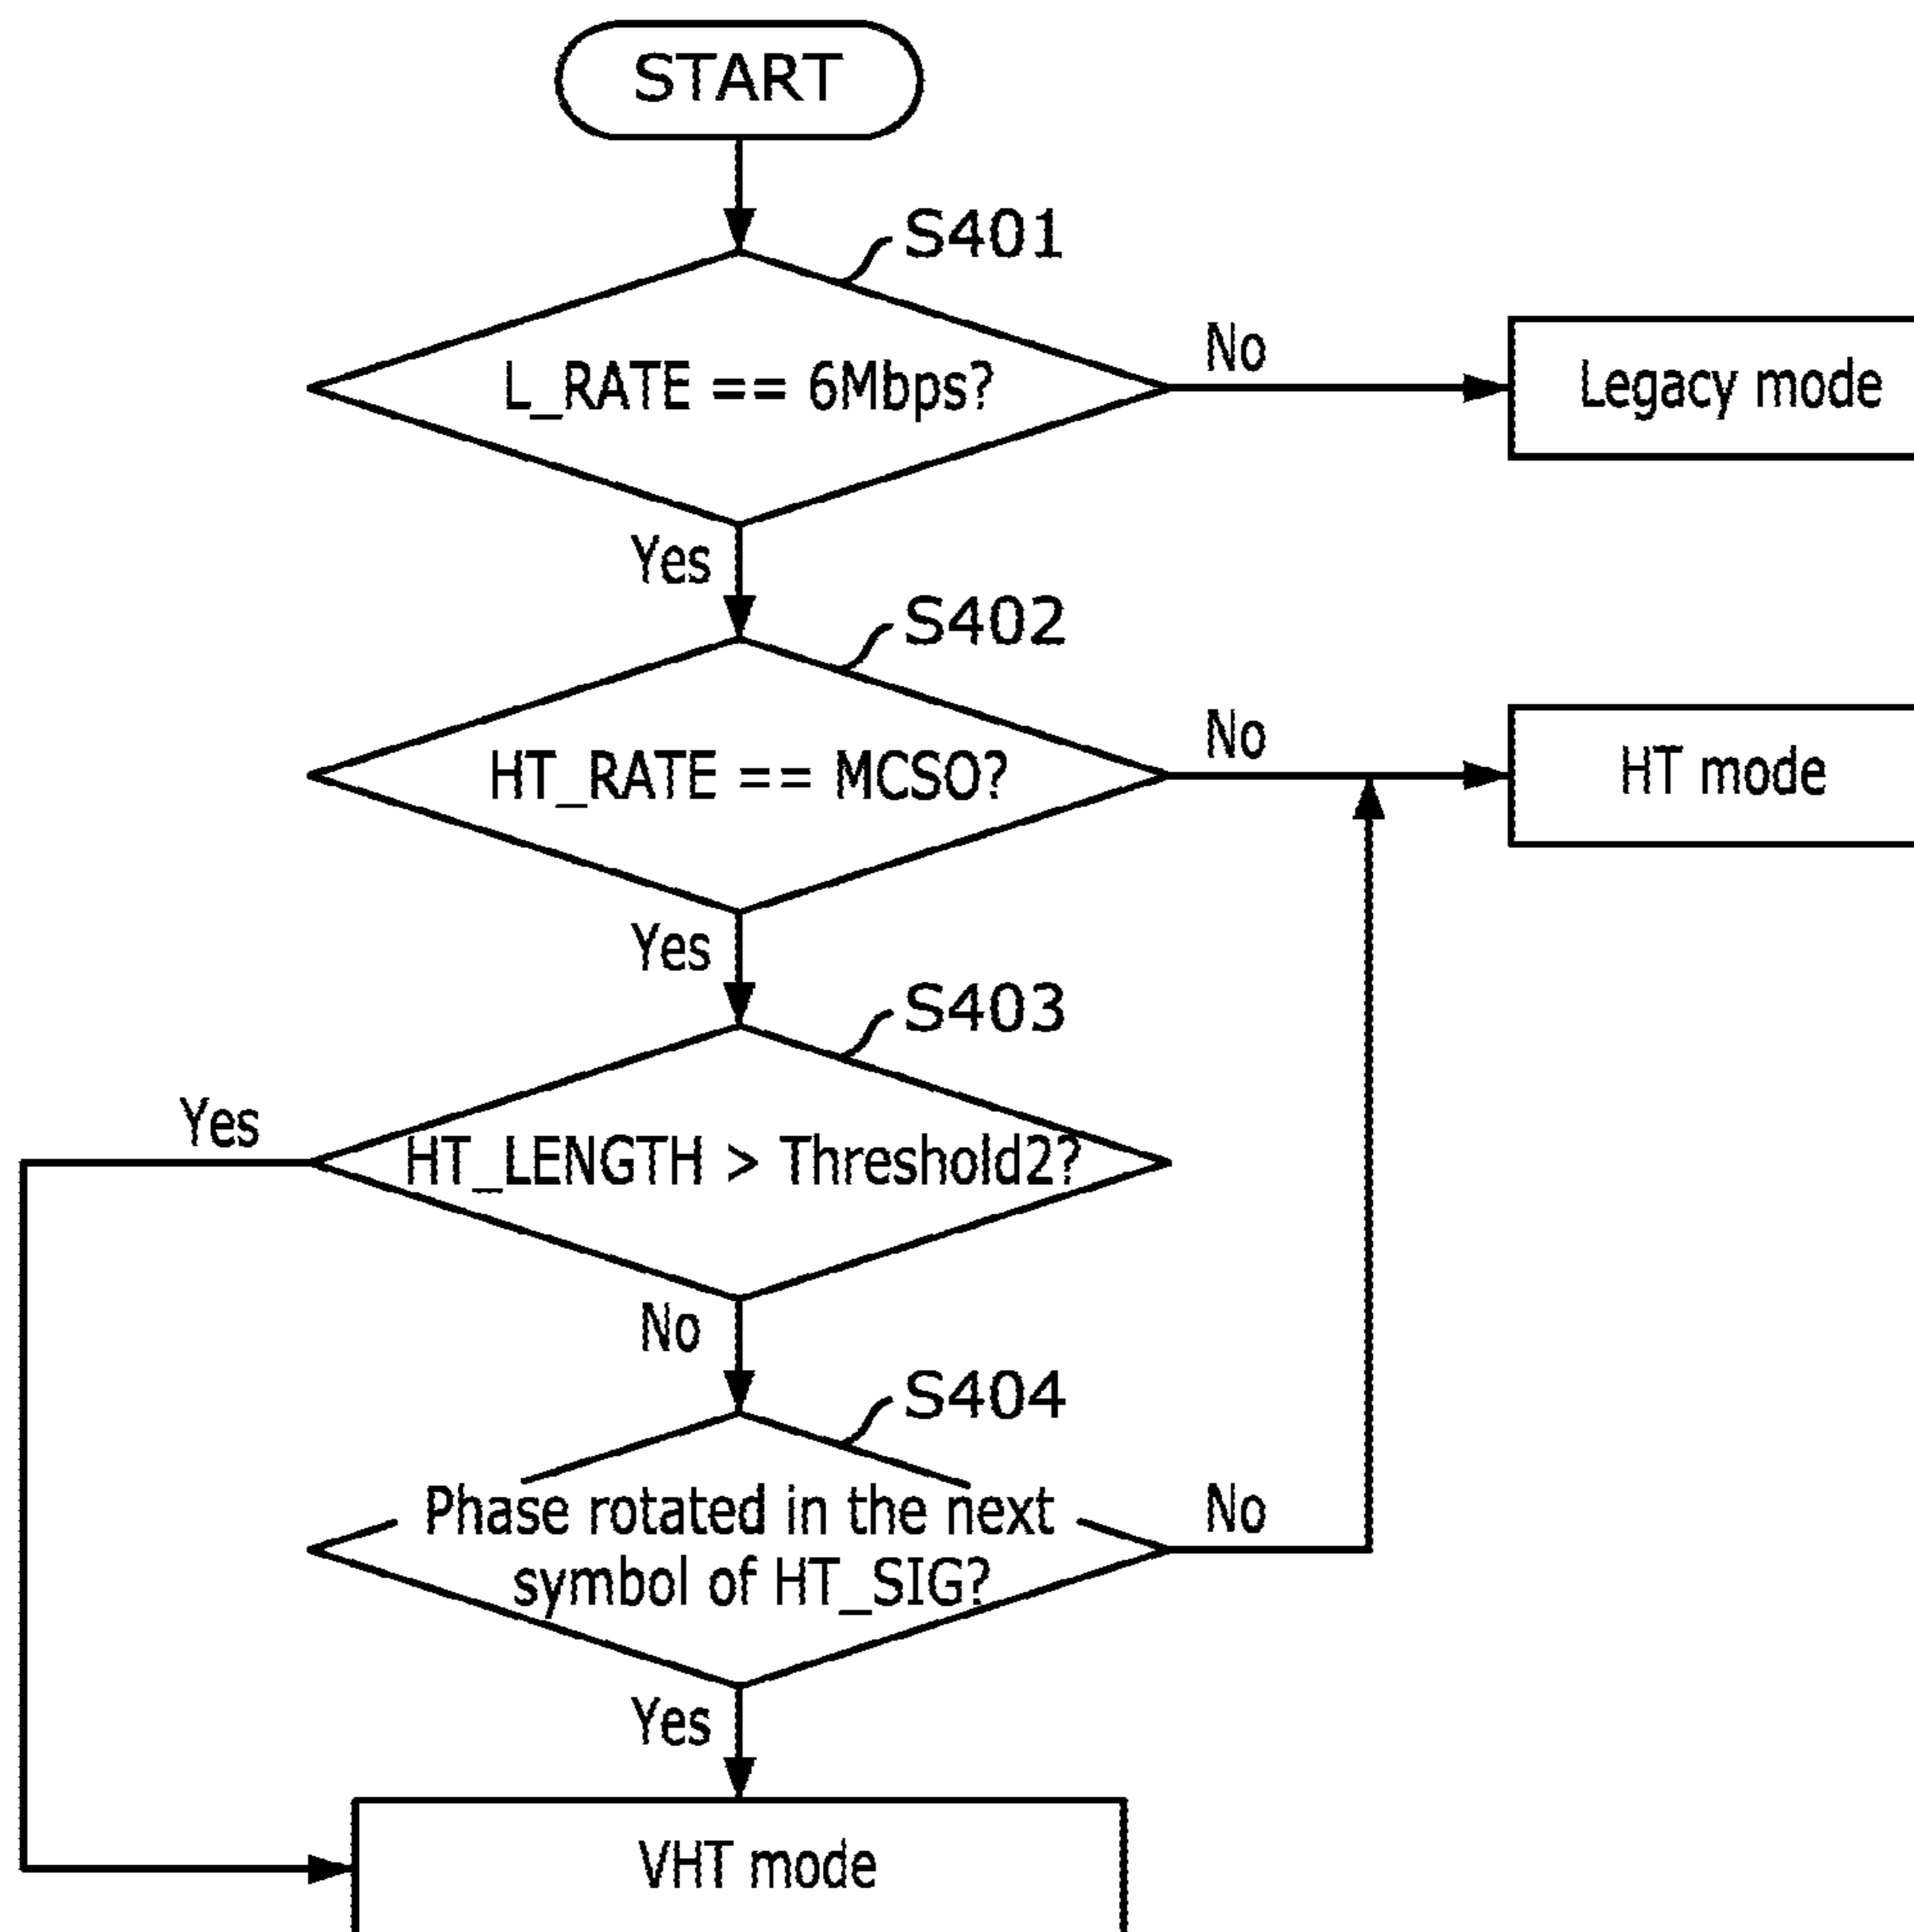 START
S401
L_RATE == 6Mbps?
No
Legacy mode
Yes
S402
HT_RATE == MCSO?
No
HT mode
Yes
S403
Yes
HT_LENGTH > Threshold2?
No
S404
Phase rotated in the next
symbol of HT_SIG?
No
Yes
VHT mode